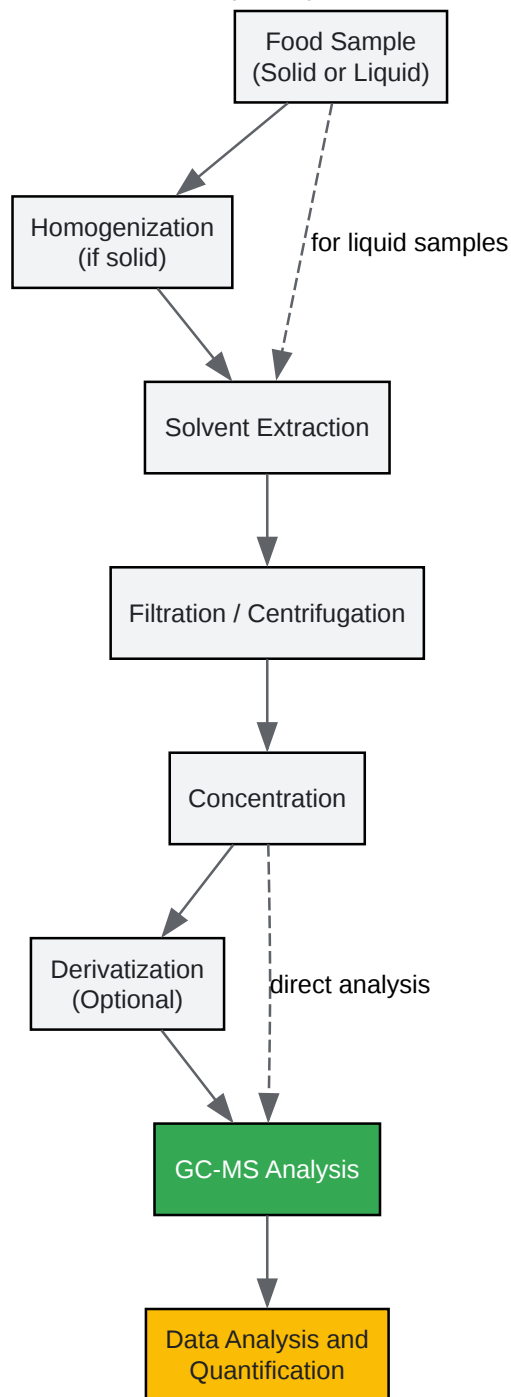 Food Sample
(Solid or Liquid)
Homogenization
(if solid)
for liquid samples
Solvent Extraction
Filtration / Centrifugation
Concentration
Derivatization
(Optional)
direct analysis
GC-MS Analysis
Data Analysis and
Quantification